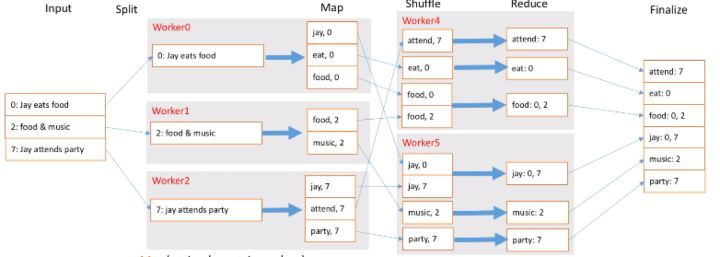 Input
Split
Map
Shuffle
Reduce
Finalize
0: Jay eats food
2: food & music
7: Jay attends party
Worker0
0: Jay eats food
jay, 0
eat, 0
food, 0
Worker1
2: food & music
food, 2
music, 2
Worker2
7: jay attends party
jay, 7
attend, 7
party, 7
Worker4
attend, 7
attend: 7
eat, 0
eat: 0
food, 0
food, 2
food: 0, 2
Worker5
jay, 0
jay, 7
jay: 0, 7
music, 2
music: 2
party, 7
party: 7
attend: 7
eat: 0
food: 0, 2
jay: 0, 7
music: 2
party: 7